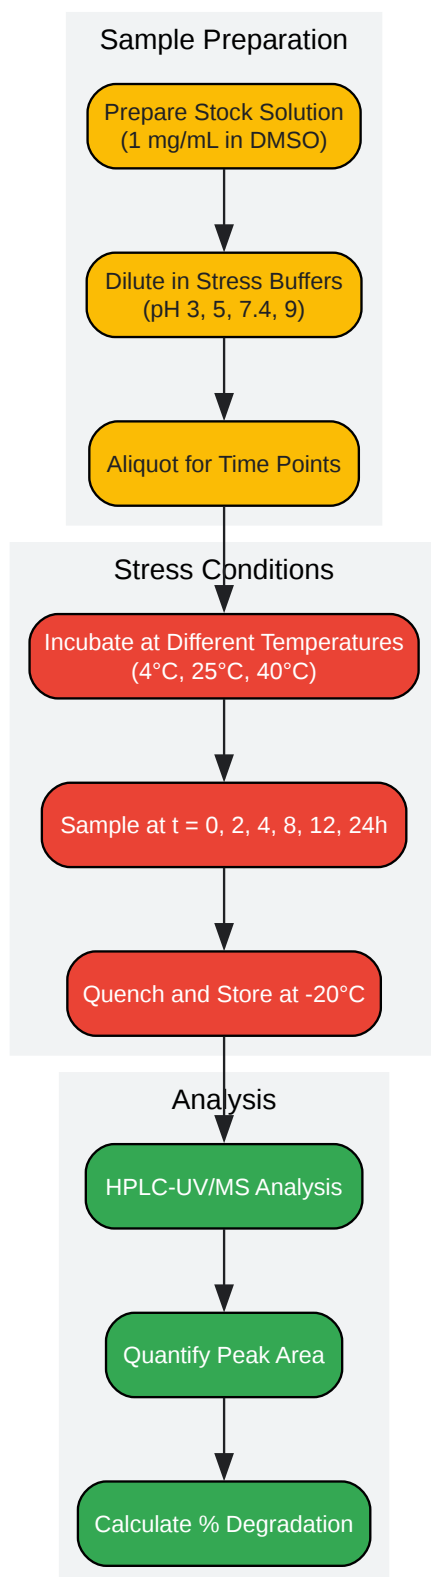 Sample Preparation
Prepare Stock Solution
(1 mg/mL in DMSO)
Dilute in Stress Buffers
(pH 3, 5, 7.4, 9)
Aliquot for Time Points
Stress Conditions
Incubate at Different Temperatures
(4°C, 25°C, 40°C)
Sample at t = 0, 2, 4, 8, 12, 24h
Quench and Store at -20°C
Analysis
HPLC-UV/MS Analysis
Quantify Peak Area
Calculate % Degradation